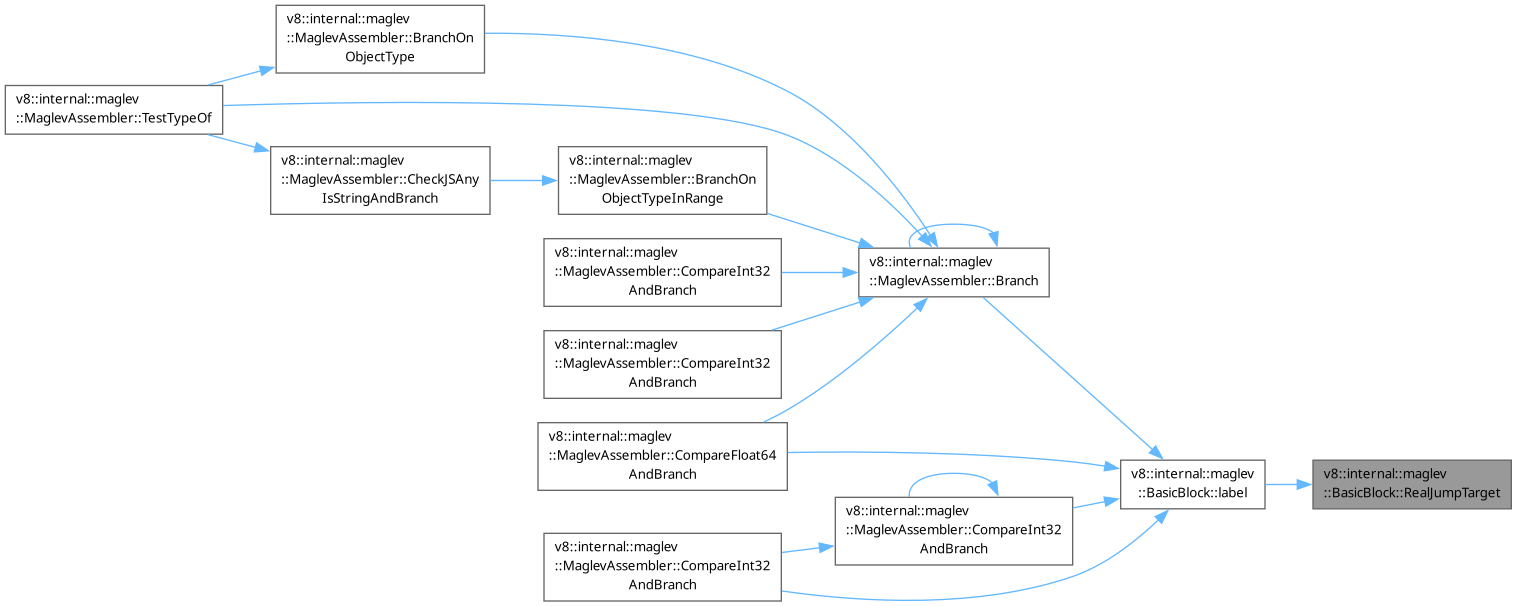 v8::internal::maglev
::MaglevAssembler::BranchOn
ObjectType
v8::internal::maglev
::MaglevAssembler::TestTypeOf
v8::internal::maglev
::MaglevAssembler::CheckJSAny
IsStringAndBranch
v8::internal::maglev
::MaglevAssembler::BranchOn
ObjectTypeInRange
v8::internal::maglev
::MaglevAssembler::CompareInt32
AndBranch
v8::internal::maglev
::MaglevAssembler::Branch
v8::internal::maglev
::MaglevAssembler::CompareInt32
AndBranch
v8::internal::maglev
::MaglevAssembler::CompareFloat64
AndBranch
v8::internal::maglev
::BasicBlock::label
v8::internal::maglev
::BasicBlock::RealJumpTarget
v8::internal::maglev
::MaglevAssembler::CompareInt32
AndBranch
v8::internal::maglev
::MaglevAssembler::CompareInt32
AndBranch